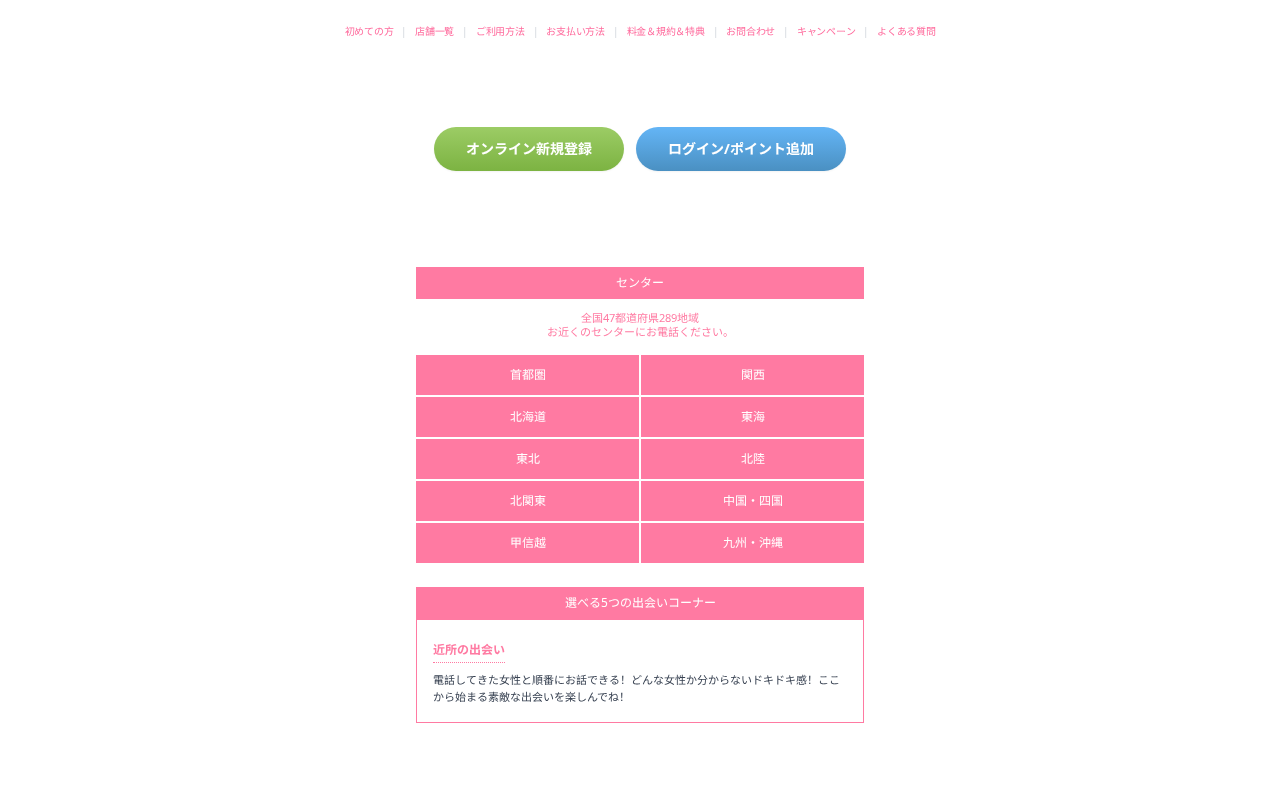 初めての方 | 店舗一覧 | ご利用方法 | お支払い方法 | 料金＆規約＆特典 | お問合わせ | キャンペーン | よくある質問
オンライン新規登録 ログイン/ポイント追加
センター
全国47都道府県289地域
お近くのセンターにお電話ください。
首都圏 関西
北海道 東海
東北 北陸
北関東 中国・四国
甲信越 九州・沖縄
選べる5つの出会いコーナー
近所の出会い
電話してきた女性と順番にお話できる！どんな女性か分からないドキドキ感！ここ
から始まる素敵な出会いを楽しんでね！